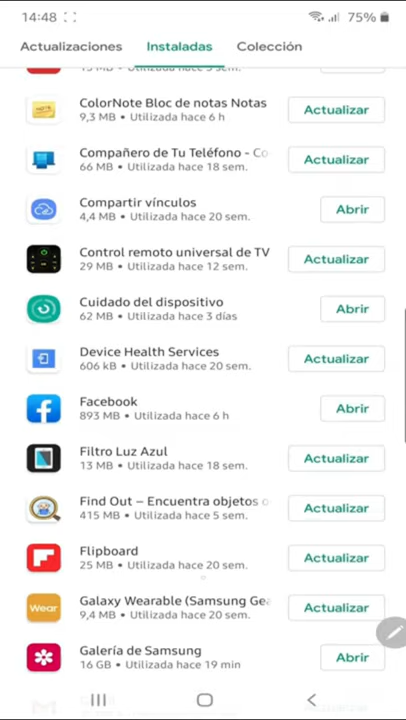 14:48
75%
Actualizaciones
Instaladas
Colección
ColorNote Bloc de notas Notas
9,3 MB • Utilizada hace 6 h
Actualizar
Compañero de Tu Teléfono - Co
66 MB • Utilizada hace 18 sem.
Actualizar
Compartir vínculos
4,4 MB • Utilizada hace 20 sem.
Abrir
Control remoto universal de TV
29 MB • Utilizada hace 12 sem.
Actualizar
Cuidado del dispositivo
62 MB • Utilizada hace 3 días
Abrir
Device Health Services
606 kB • Utilizada hace 20 sem.
Actualizar
Facebook
893 MB • Utilizada hace 6 h
Abrir
Filtro Luz Azul
13 MB • Utilizada hace 18 sem.
Actualizar
Find Out – Encuentra objetos o
415 MB • Utilizada hace 5 sem.
Actualizar
Flipboard
25 MB • Utilizada hace 20 sem.
Actualizar
Wear
Galaxy Wearable (Samsung Gea
9,4 MB • Utilizada hace 20 sem.
Actualizar
Galería de Samsung
16 GB • Utilizada hace 19 min
Abrir